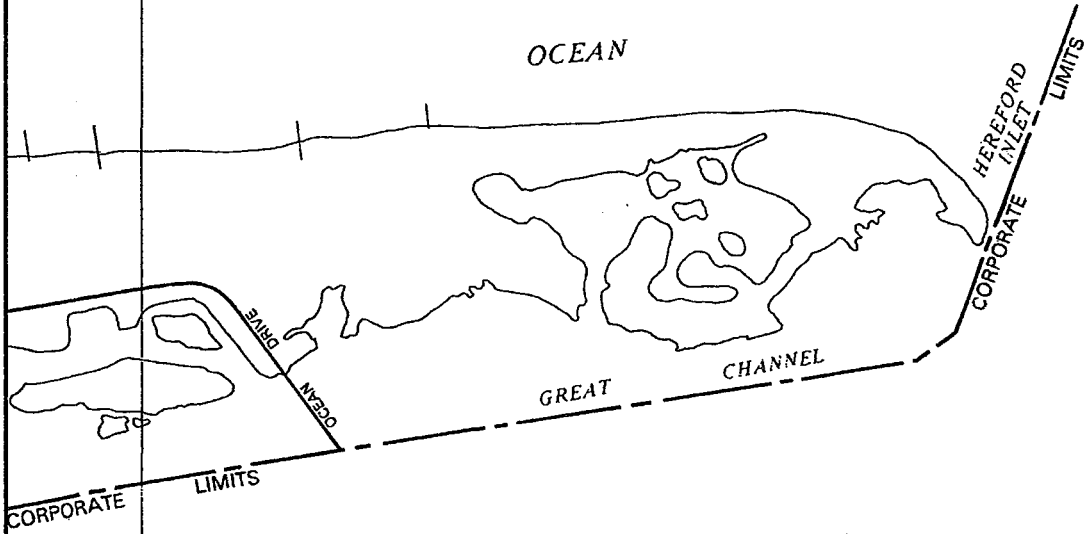 OCEAN
HEREFORD
INLET
CORPORATE LIMITS
OCEAN DRIVE
GREAT CHANNEL
CORPORATE LIMITS